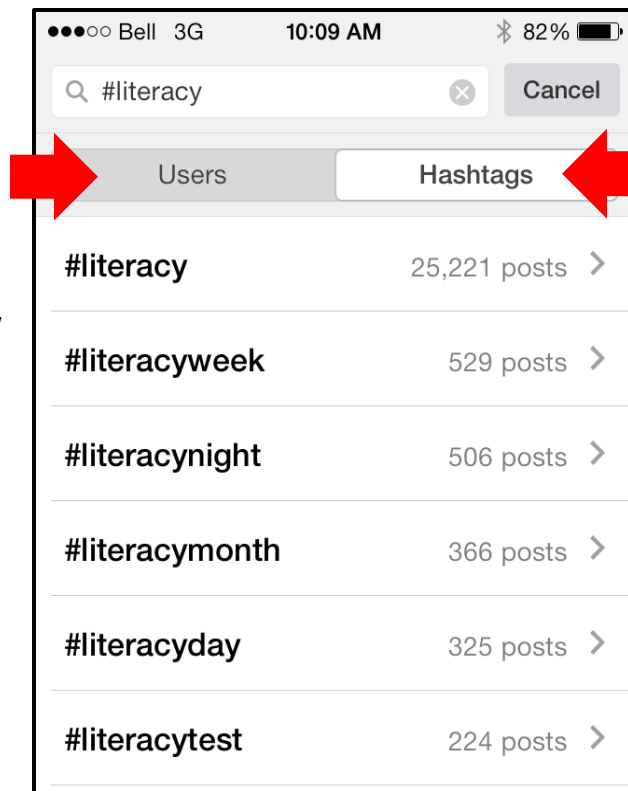 ●●●○○ Bell 3G 10:09 AM 82%
#literacy Cancel
Users Hashtags
#literacy 25,221 posts
#literacyweek 529 posts
#literacynight 506 posts
#literacymonth 366 posts
#literacyday 325 posts
#literacytest 224 posts